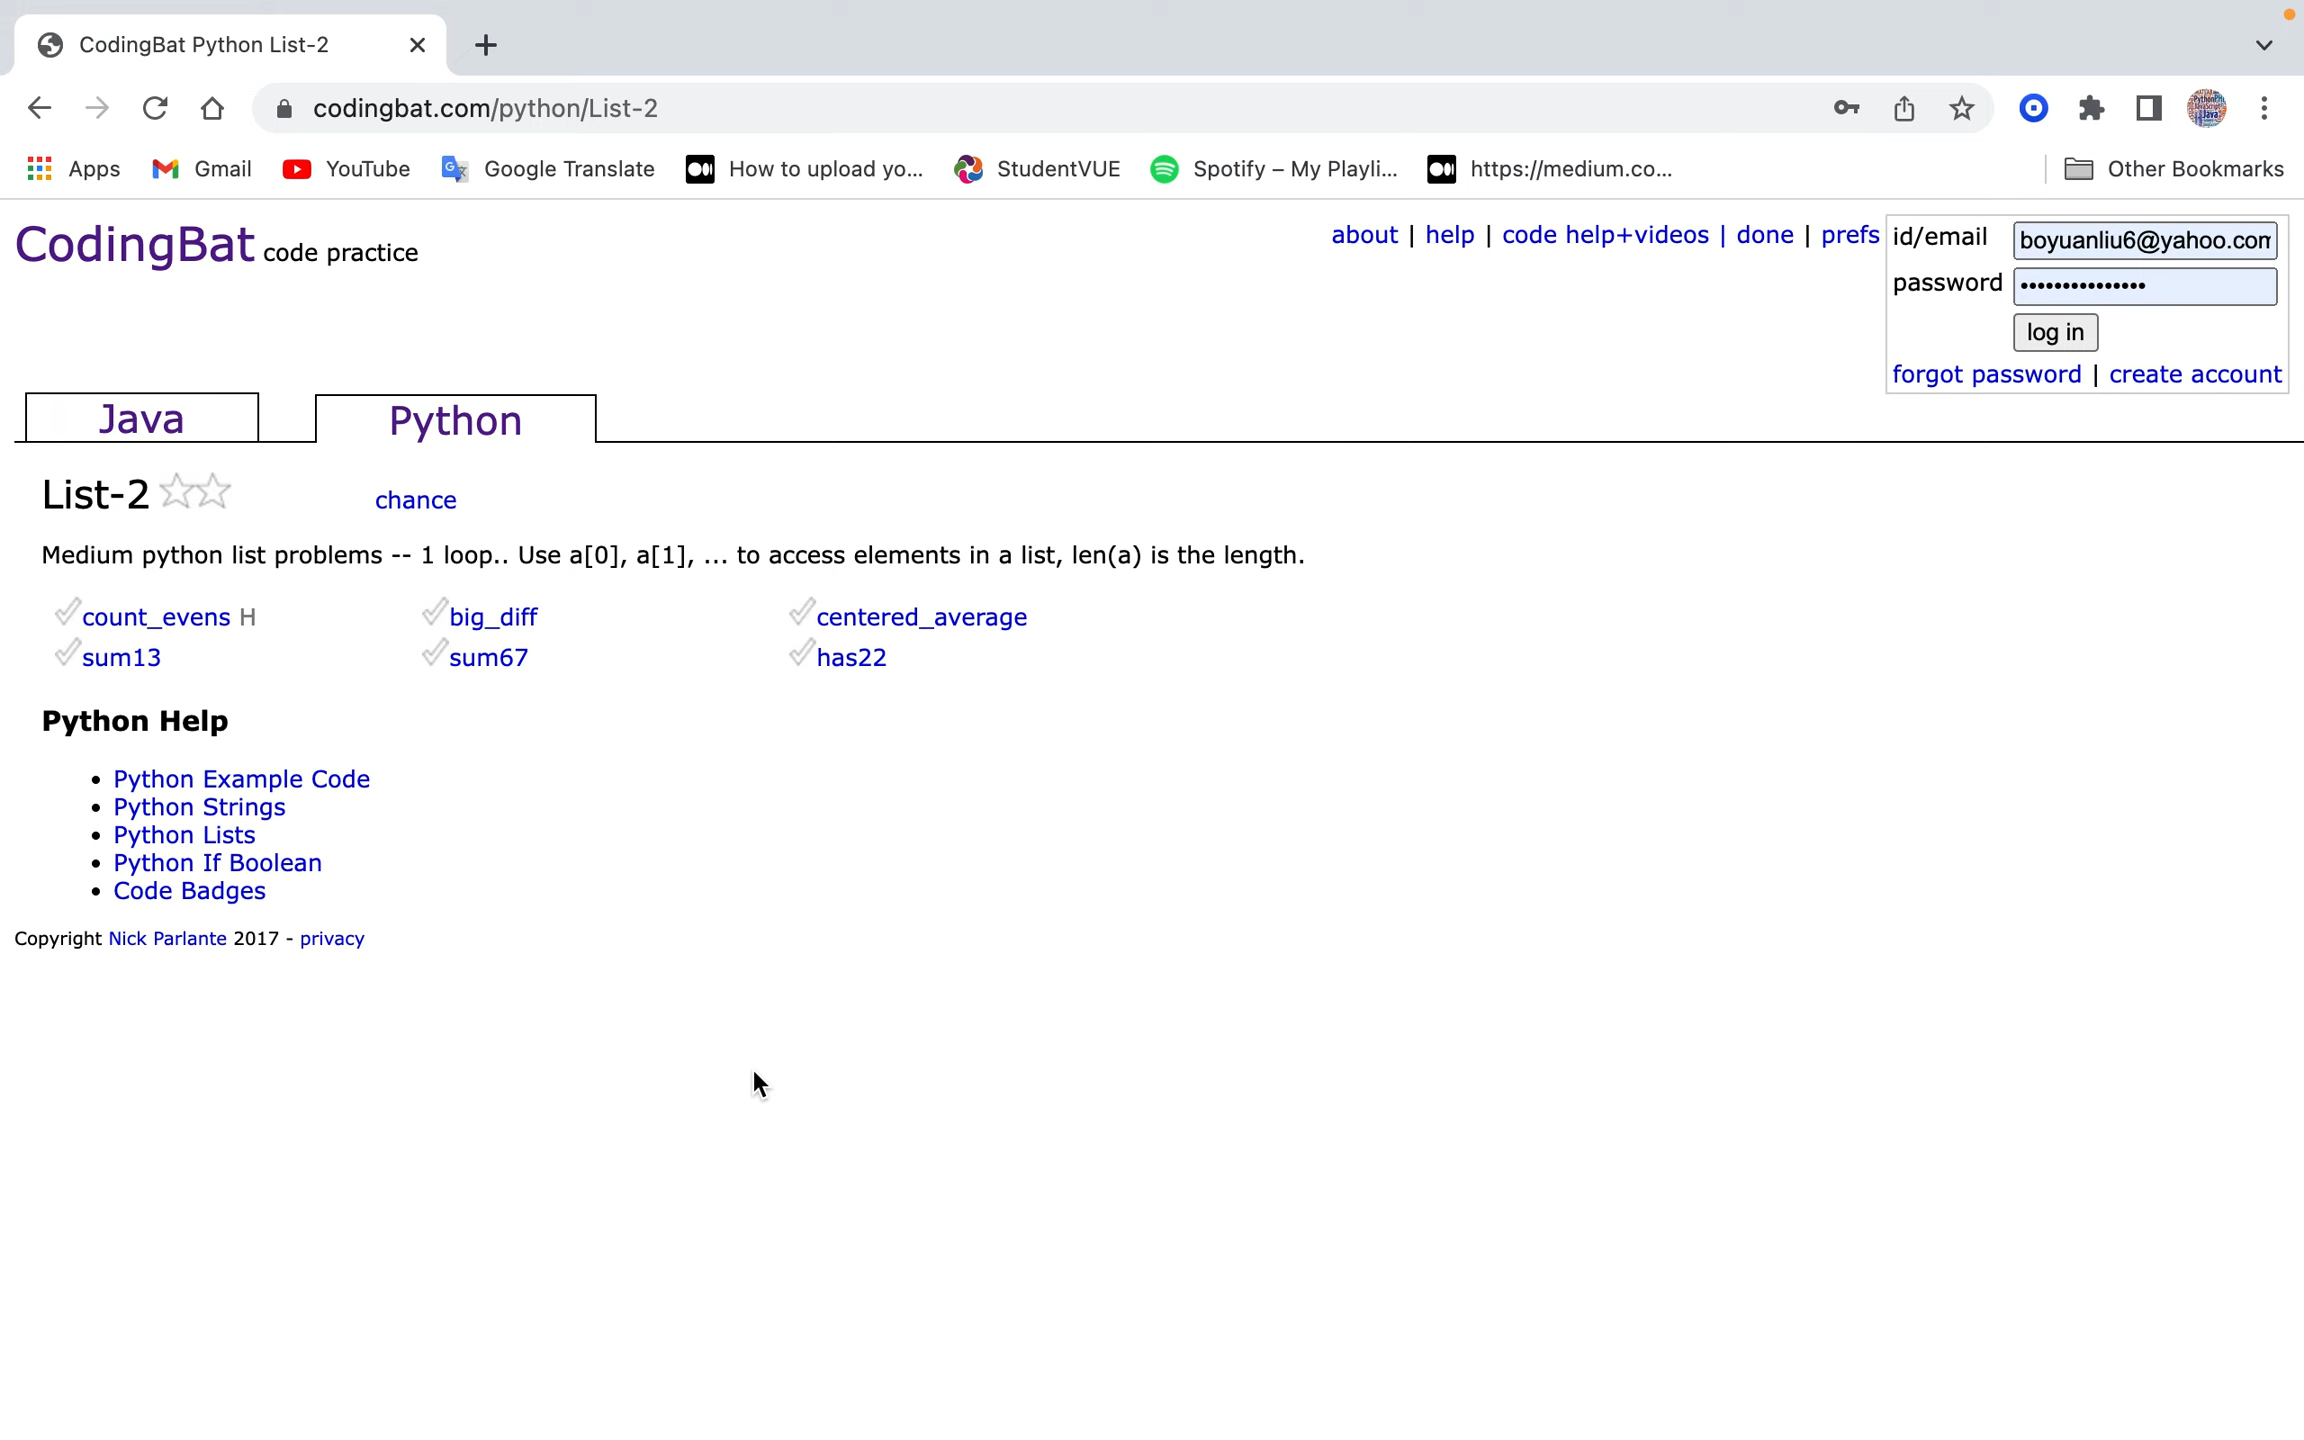 CodingBat Python List-2
codingbat.com/python/List-2
Apps Gmail YouTube Google Translate How to upload yo... StudentVUE Spotify – My Playli... https://medium.co... Other Bookmarks
CodingBat code practice
about | help | code help+videos | done | prefs
id/email boyuanliu6@yahoo.com
password •••••••••••••••
log in
forgot password | create account
Java Python
List-2 chance
Medium python list problems -- 1 loop.. Use a[0], a[1], ... to access elements in a list, len(a) is the length.
count_evens H big_diff centered_average
sum13 sum67 has22
Python Help
• Python Example Code
• Python Strings
• Python Lists
• Python If Boolean
• Code Badges
Copyright Nick Parlante 2017 - privacy